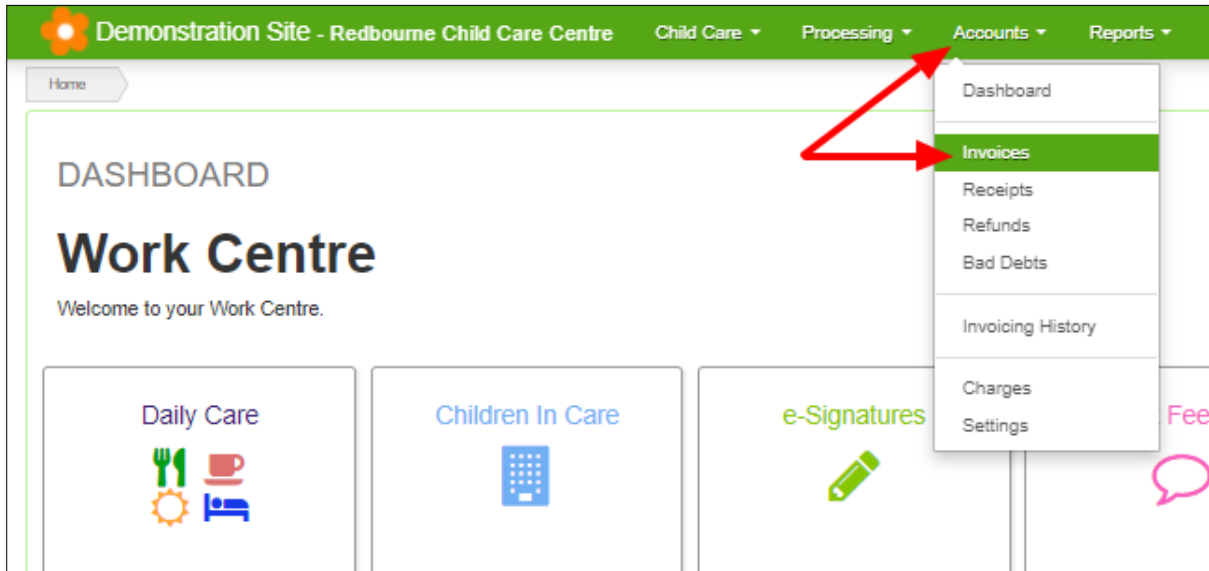 Demonstration Site - Redbourne Child Care Centre Child Care Processing Accounts Reports
Home
Dashboard
Invoices
Receipts
Refunds
Bad Debts
Invoicing History
Charges
Settings
DASHBOARD
Work Centre
Welcome to your Work Centre.
Daily Care
Children In Care
e-Signatures